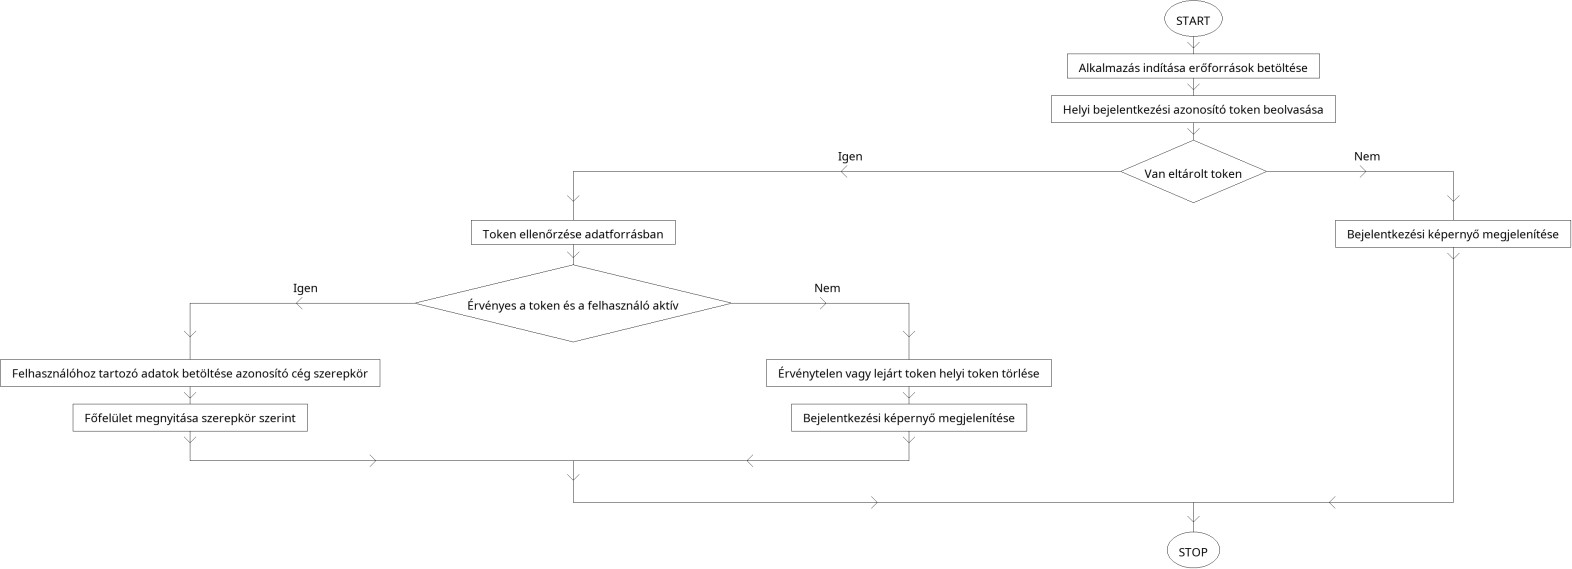 START
Alkalmazás indítása erőforrások betöltése
Helyi bejelentkezési azonosító token beolvasása
Igen
Nem
Van eltárolt token
Token ellenőrzése adatforrásban
Bejelentkezési képernyő megjelenítése
Igen
Nem
Érvényes a token és a felhasználó aktív
Felhasználóhoz tartozó adatok betöltése azonosító cég szerepkör
Érvénytelen vagy lejárt token helyi token törlése
Főfelület megnyitása szerepkör szerint
Bejelentkezési képernyő megjelenítése
STOP